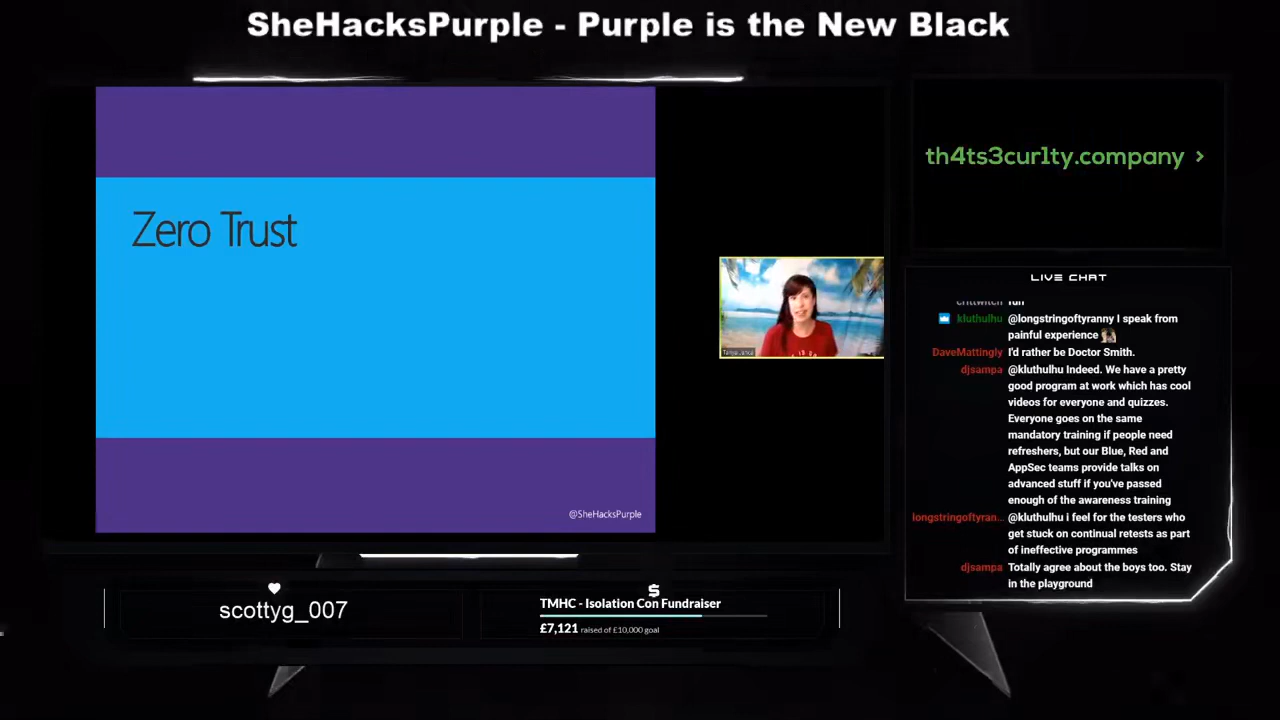 SheHacksPurple - Purple is the New Black
Zero Trust
@SheHacksPurple
th4ts3cur1ty.company >
LIVE CHAT
fun
kluthulhu @longstringoftyranny I speak from
painful experience
DaveMattingly I'd rather be Doctor Smith.
djsampa @kluthulhu Indeed. We have a pretty
good program at work which has cool
videos for everyone and quizzes.
Everyone goes on the same
mandatory training if people need
refreshers, but our Blue, Red and
AppSec teams provide talks on
advanced stuff if you've passed
enough of the awareness training
longstringoftyran... @kluthulhu i feel for the testers who
get stuck on continual retests as part
of ineffective programmes
djsampa Totally agree about the boys too. Stay
in the playground
scottyg_007
$
TMHC - Isolation Con Fundraiser
£7,121 raised of £10,000 goal